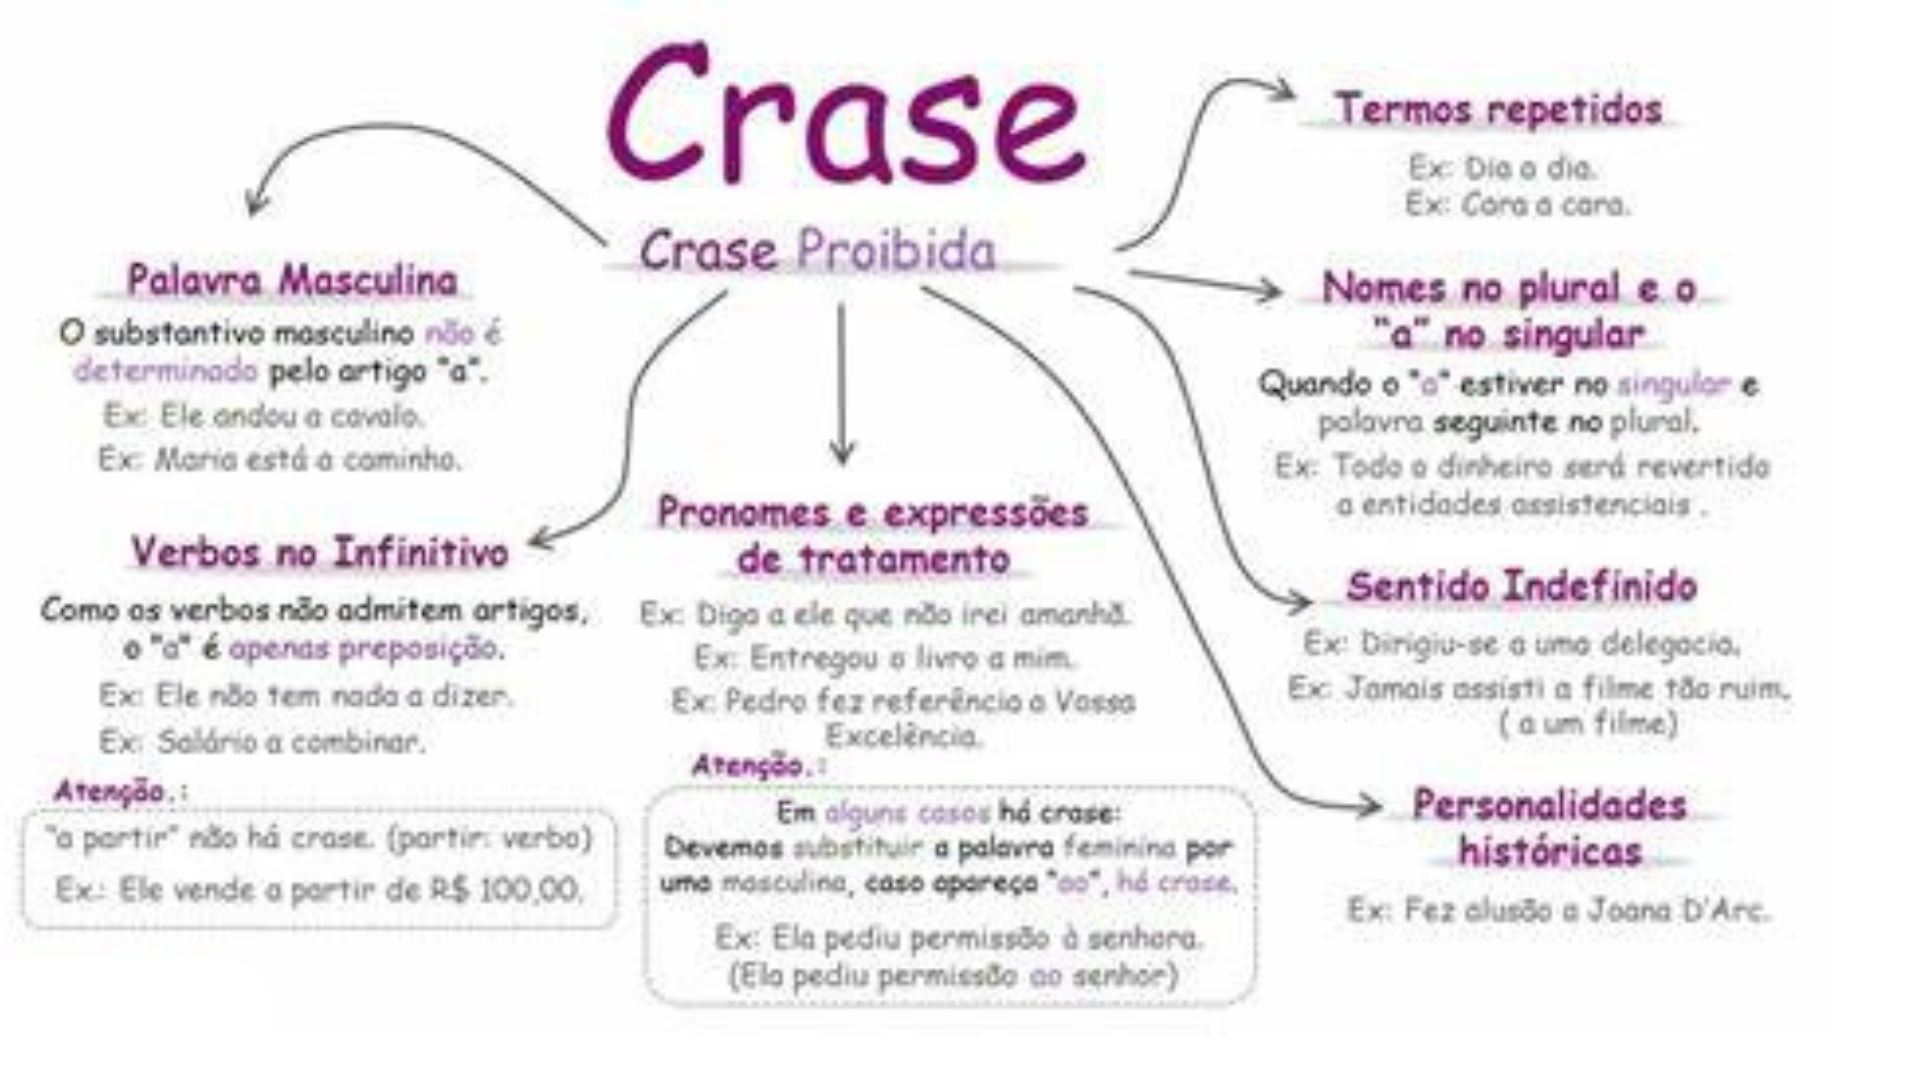 Crase
Crase Proibida
Palavra Masculina
O substantivo masculino não é
determinado pelo artigo "a".
Ex: Ele andou a cavalo.
Ex: Maria está a caminho.
Verbos no Infinitivo
Como os verbos não admitem artigos,
o "a" é apenas preposição.
Ex: Ele não tem nada a dizer.
Ex: Salário a combinar.
Atenção.:
"a partir" não há crase. (partir: verbo)
Ex.: Ele vende a partir de R$ 100,00.
Pronomes e expressões
de tratamento
Ex: Diga a ele que não irei amanhã.
Ex: Entregou o livro a mim.
Ex: Pedro fez referência a Vossa
Excelência.
Atenção.:
Em alguns casos há crase:
Devemos substituir a palavra feminina por
uma masculina, caso apareça "ao", há crase.
Ex: Ela pediu permissão à senhora.
(Ela pediu permissão ao senhor)
Termos repetidos
Ex: Dia a dia.
Ex: Cara a cara.
Nomes no plural e o
"a" no singular
Quando o "a" estiver no singular e
palavra seguinte no plural.
Ex: Todo o dinheiro será revertido
a entidades assistenciais .
Sentido Indefinido
Ex: Dirigiu-se a uma delegacia.
Ex: Jamais assisti a filme tão ruim.
( a um filme)
Personalidades
históricas
Ex: Fez alusão a Joana D'Arc.